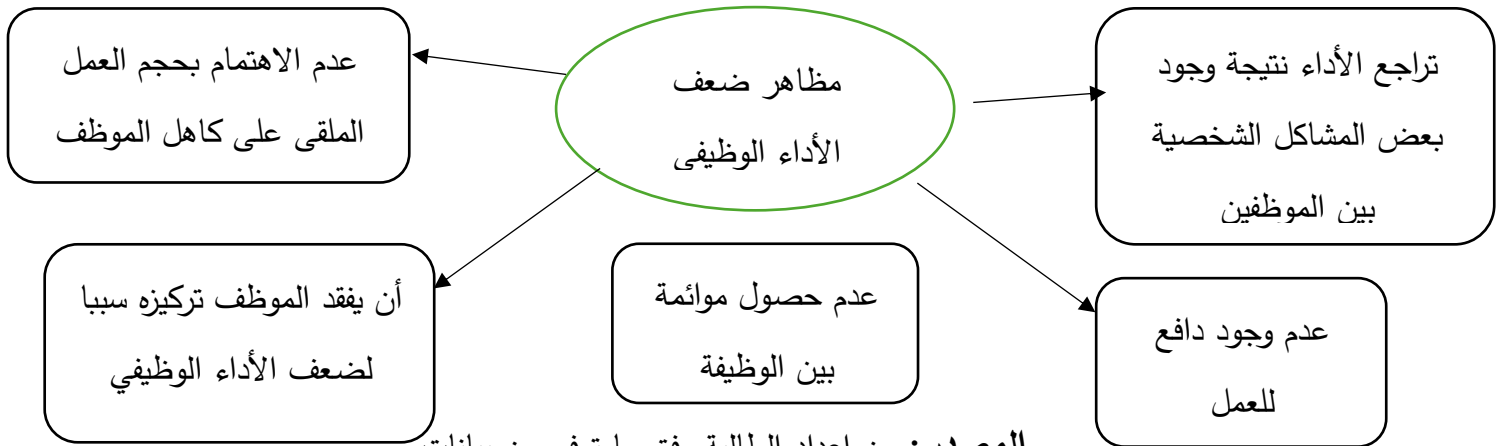 مظاهر ضعف
الأداء الوظيفي
تراجع الأداء نتيجة وجود
بعض المشاكل الشخصية
بين الموظفين
عدم الاهتمام بحجم العمل
الملقى على كاهل الموظف
عدم وجود دافع
للعمل
عدم حصول موائمة
بين الوظيفة
أن يفقد الموظف تركيزه سببا
لضعف الأداء الوظيفي